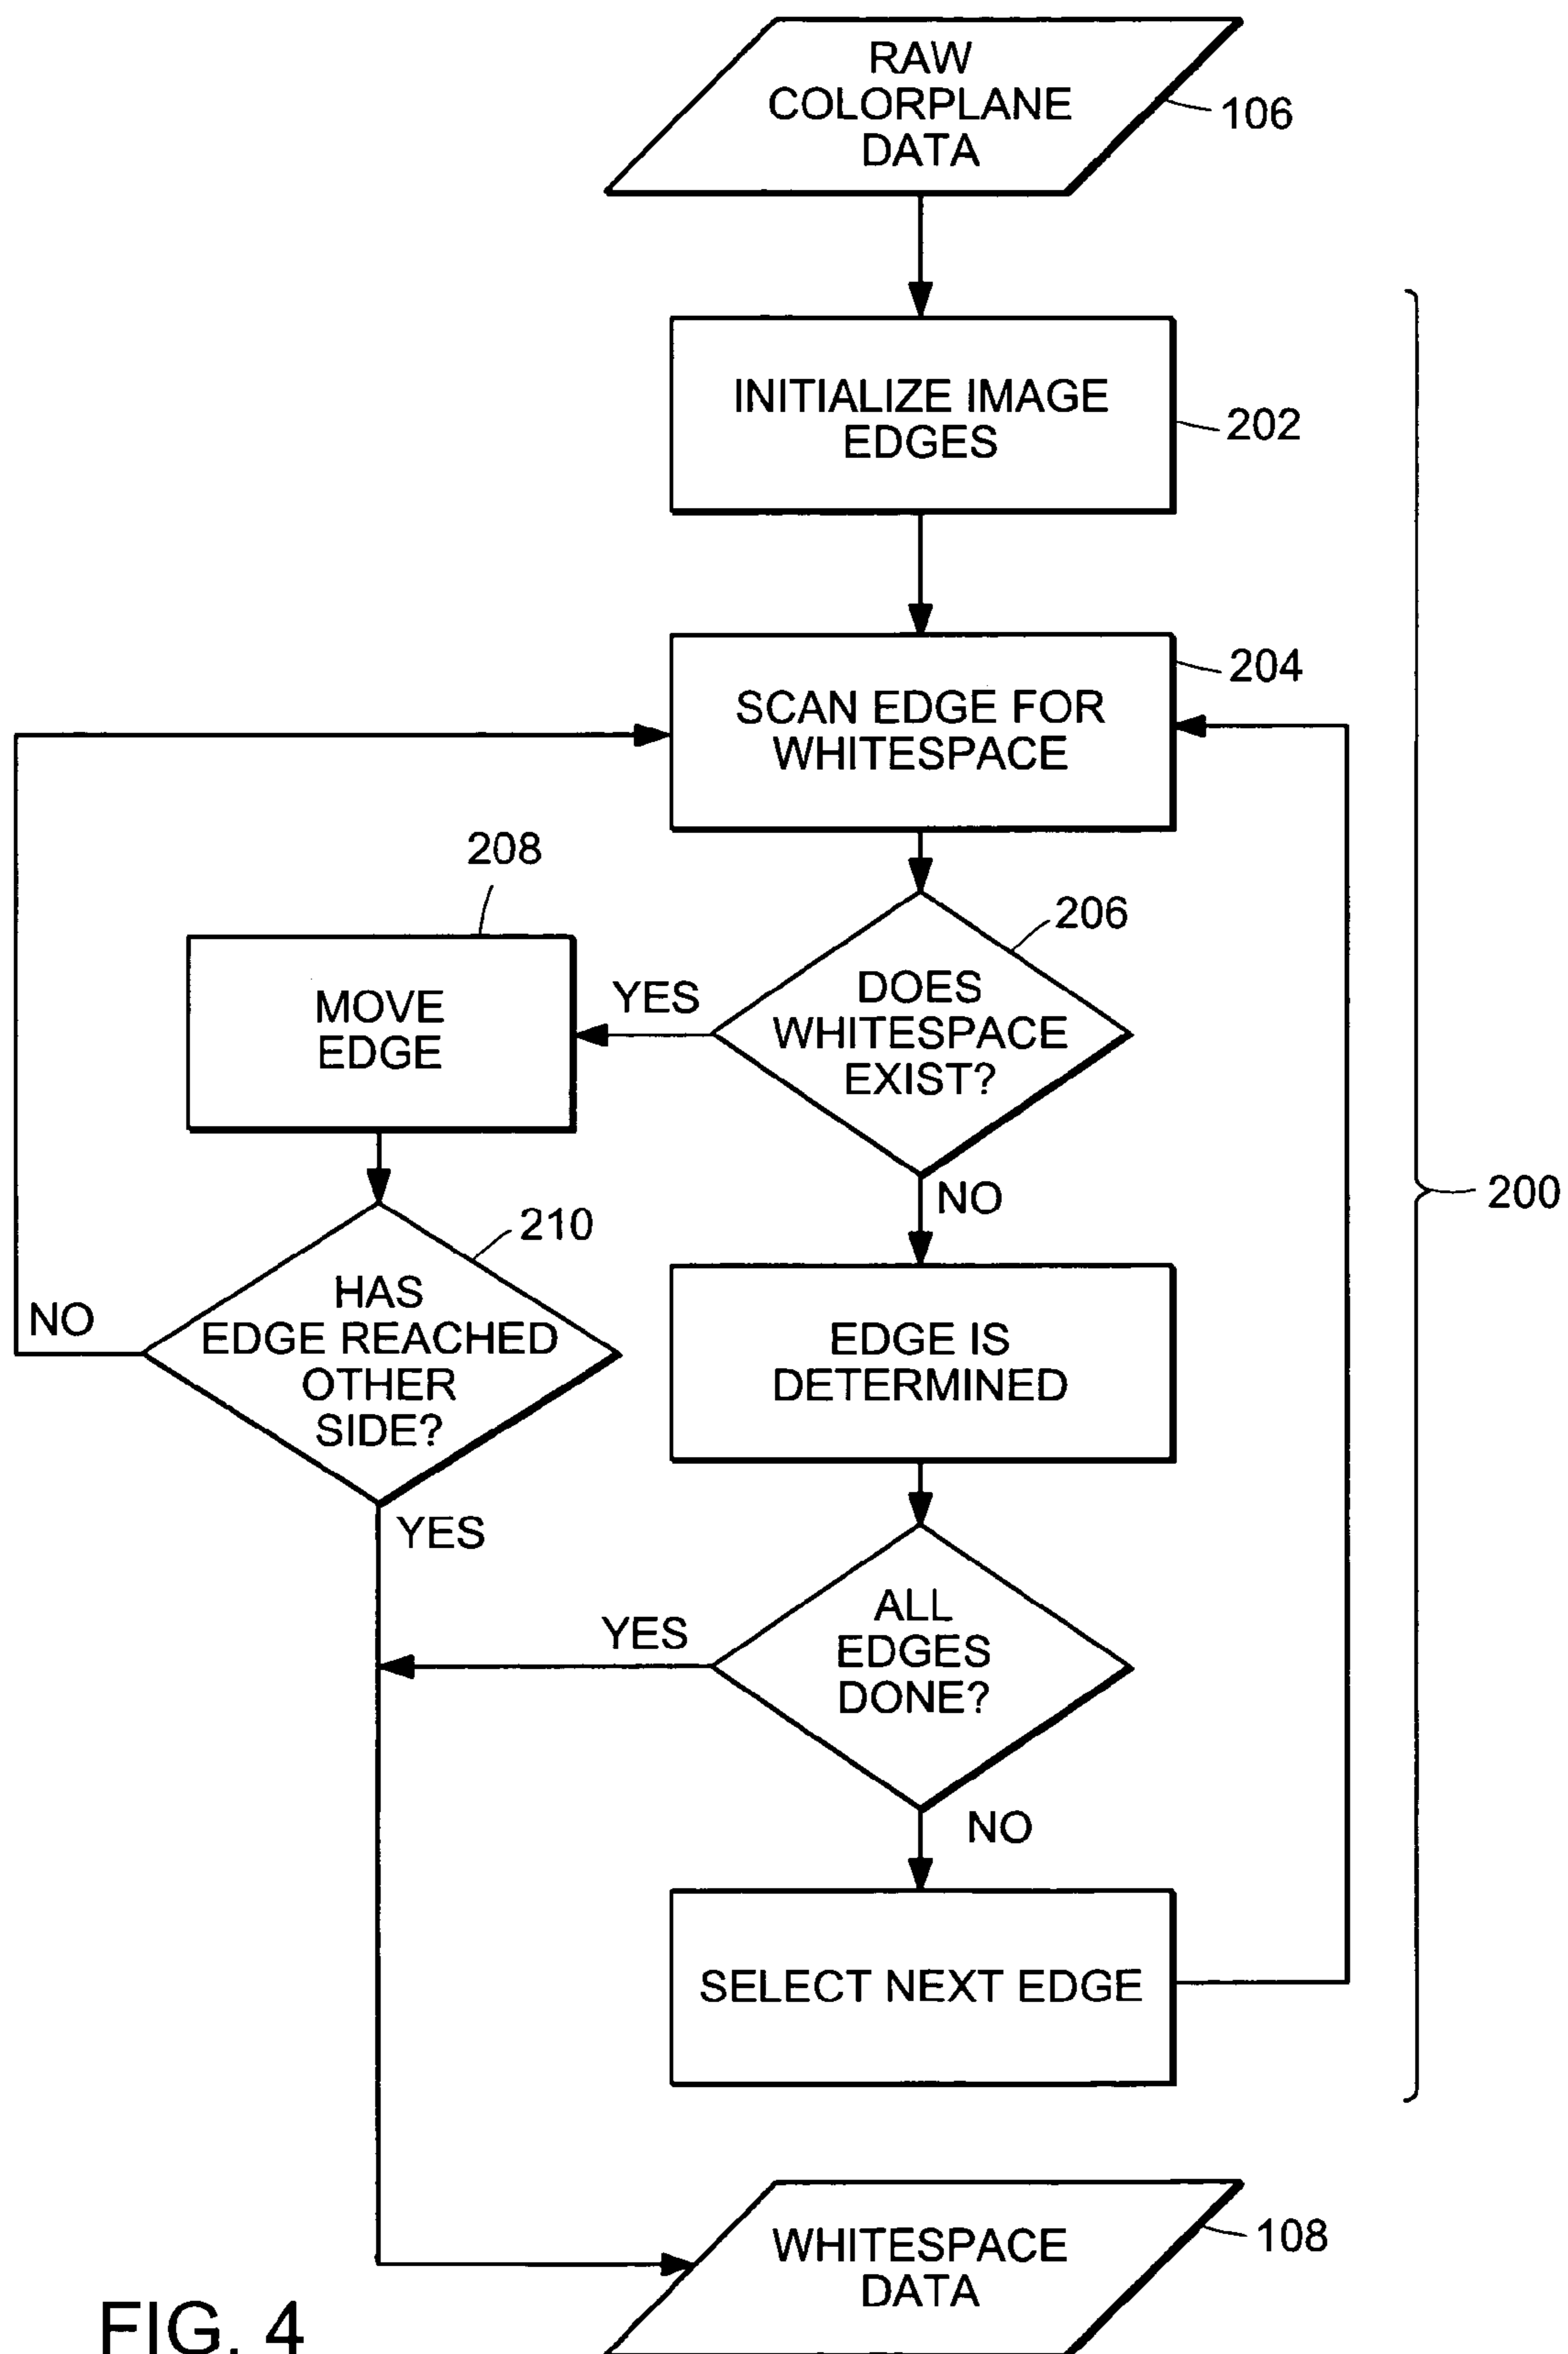 RAW
COLORPLANE
DATA
106
INITIALIZE IMAGE
EDGES
202
204
SCAN EDGE FOR
WHITESPACE
208
206
MOVE
EDGE
YES
DOES
WHITESPACE
EXIST?
200
NO
210
HAS
EDGE REACHED
OTHER
SIDE?
NO
EDGE IS
DETERMINED
YES
ALL
EDGES
DONE?
YES
NO
SELECT NEXT EDGE
WHITESPACE
DATA
108
FIG. 4